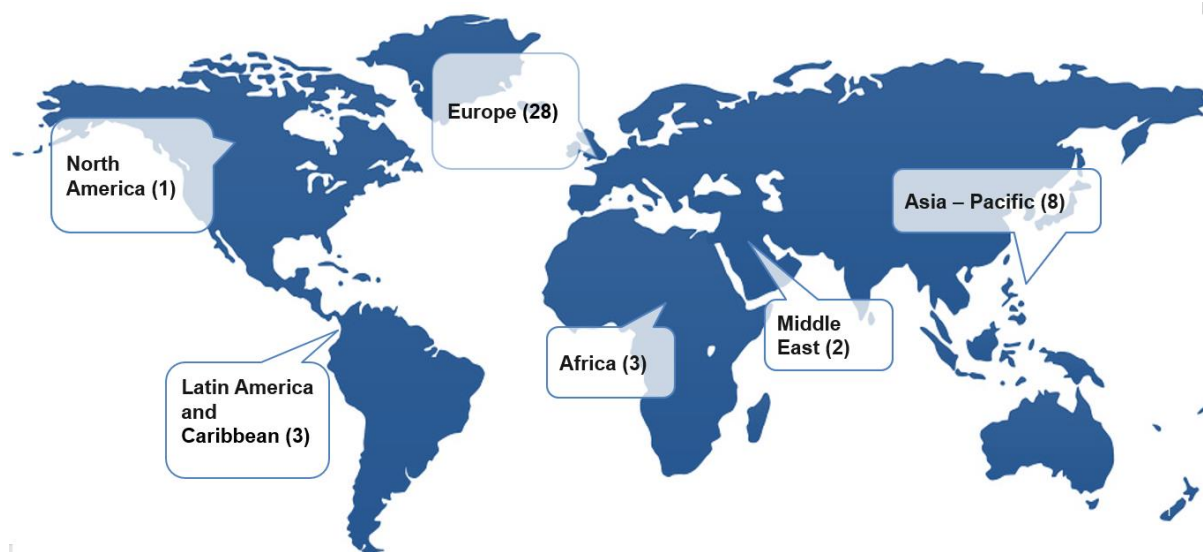 Europe (28)
North
America (1)
Asia – Pacific (8)
Middle
East (2)
Africa (3)
Latin America
and
Caribbean (3)